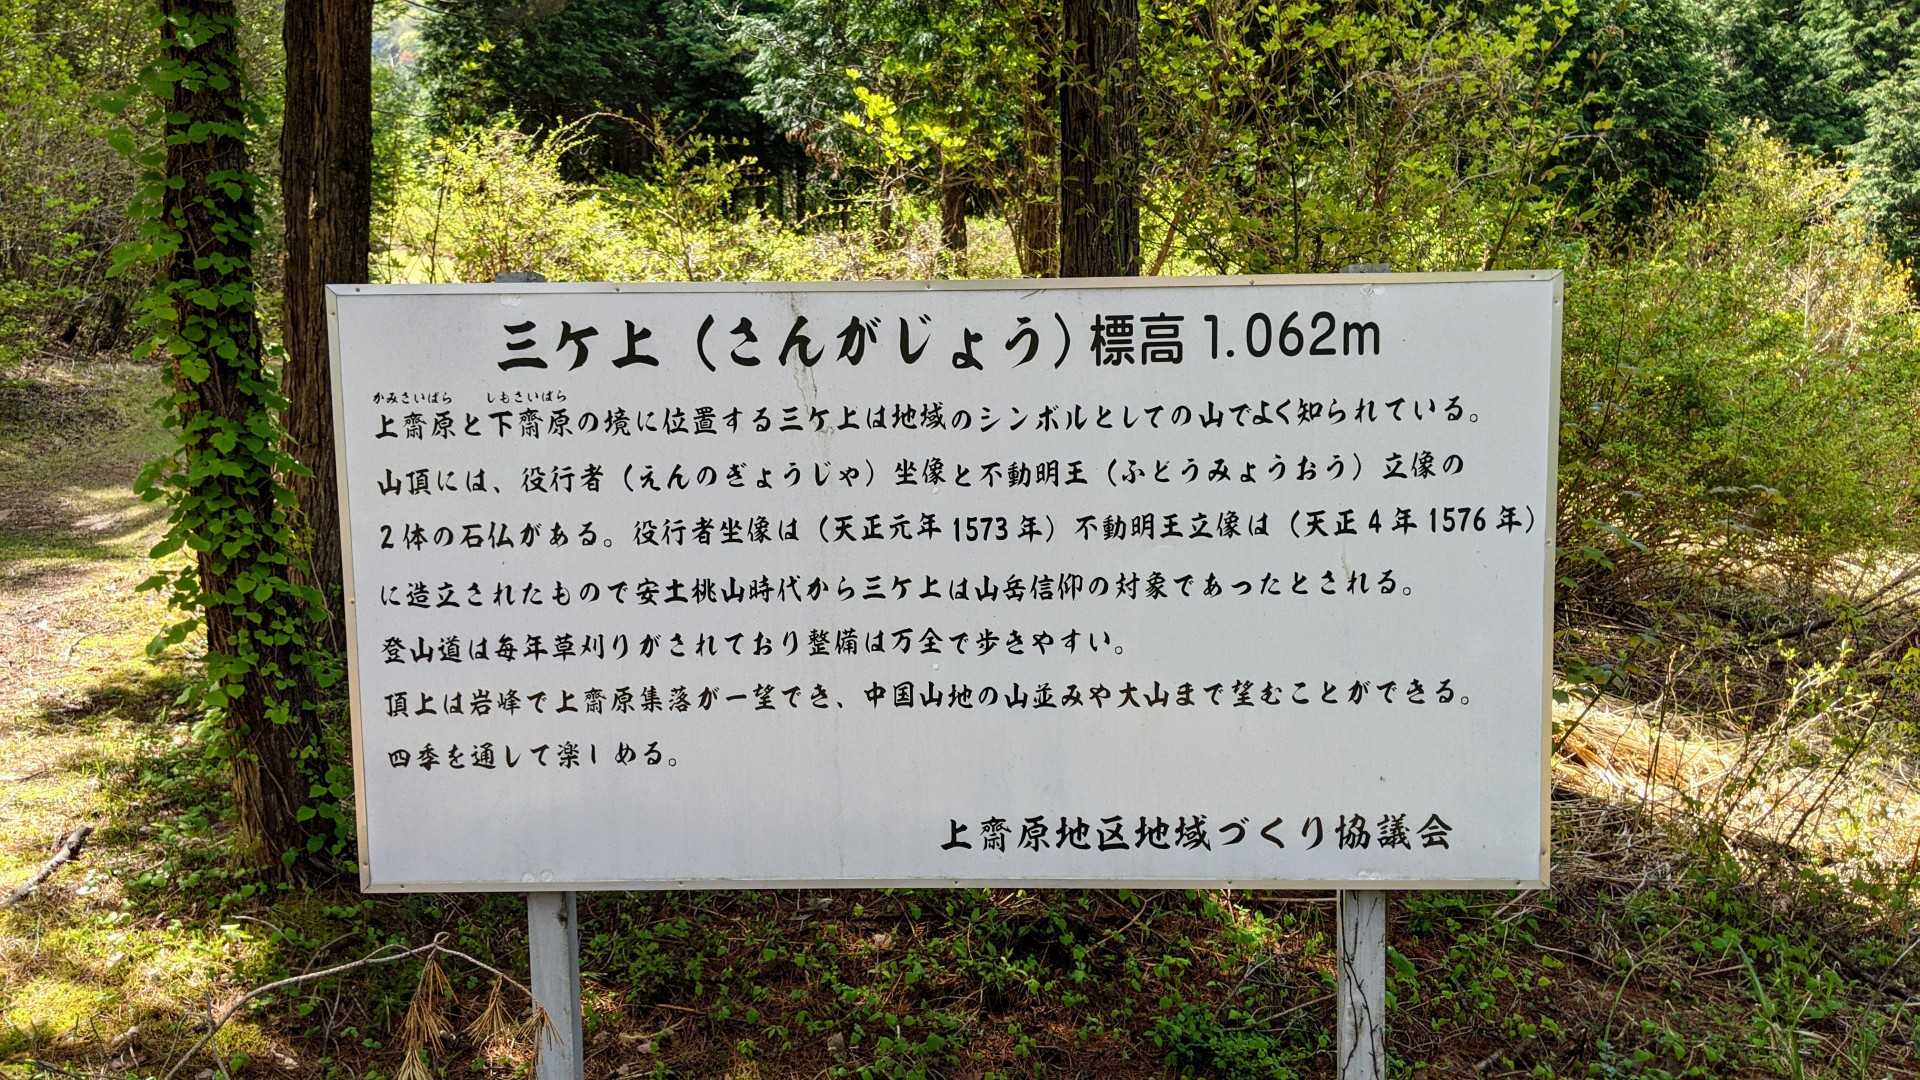 三ケ上（さんがじょう）標高1.062m
かみさいばら しもさいばら
上齋原と下齋原の境に位置する三ケ上は地域のシンボルとしての山でよく知られている。
山頂には、役行者（えんのぎょうじゃ）坐像と不動明王（ふどうみょうおう）立像の
2体の石仏がある。役行者坐像は（天正元年1573年）不動明王立像は（天正4年1576年）
に造立されたもので安土桃山時代から三ケ上は山岳信仰の対象であったとされる。
登山道は毎年草刈りがされており整備は万全で歩きやすい。
頂上は岩峰で上齋原集落が一望でき、中国山地の山並みや大山まで望むことができる。
四季を通して楽しめる。
上齋原地区地域づくり協議会